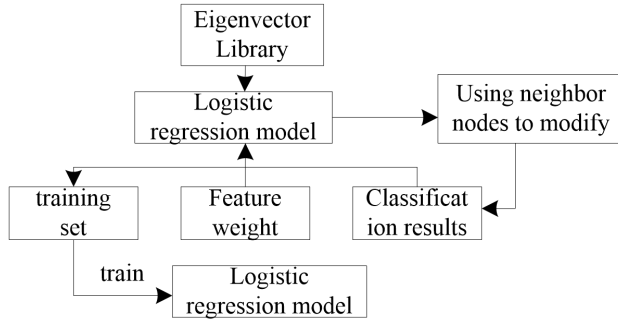 Eigenvector
Library
Logistic
regression model
Using neighbor
nodes to modify
training
set
Feature
weight
Classificat
ion results
train
Logistic
regression model